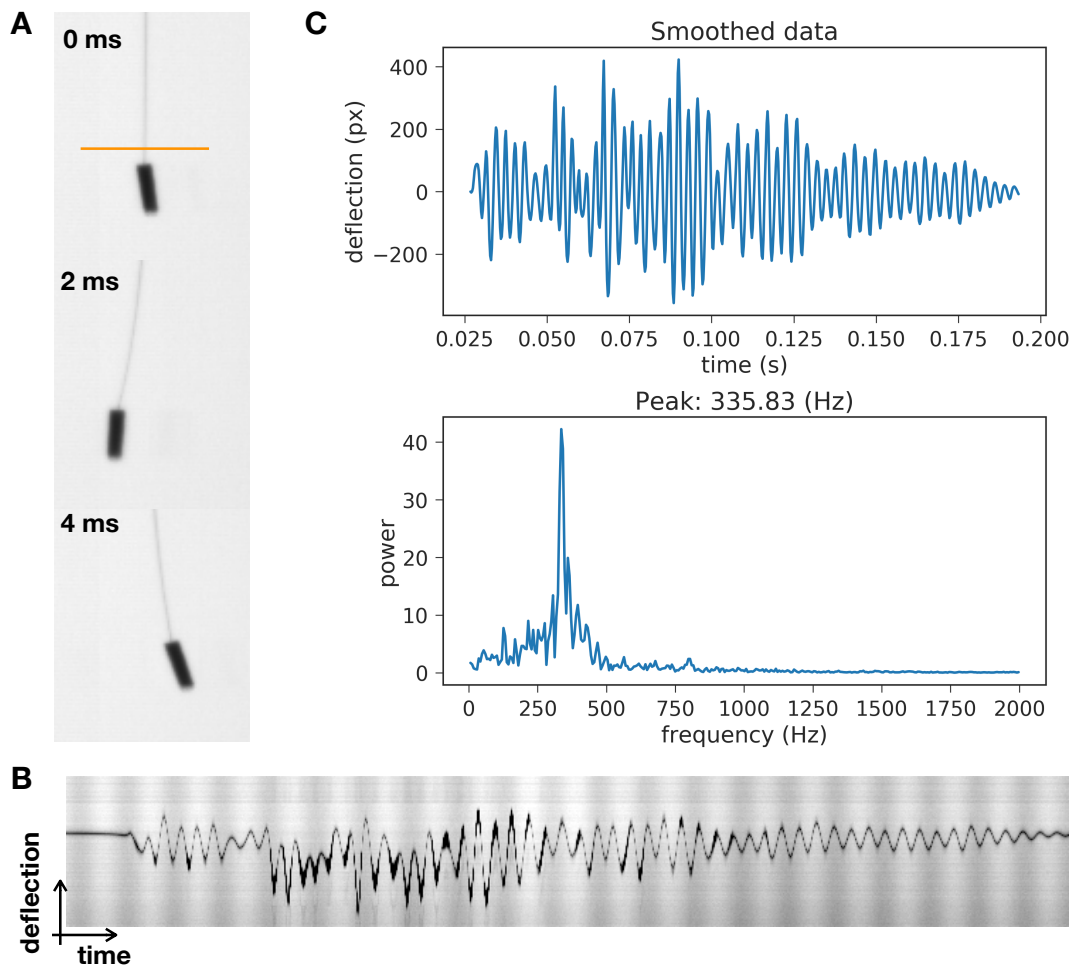 A
0 ms
2 ms
4 ms
C
Smoothed data
400
200
0
−200
deflection (px)
0.025 0.050 0.075 0.100 0.125 0.150 0.175 0.200
time (s)
Peak: 335.83 (Hz)
40
30
20
10
0
power
0 250 500 750 1000 1250 1500 1750 2000
frequency (Hz)
B
deflection
time